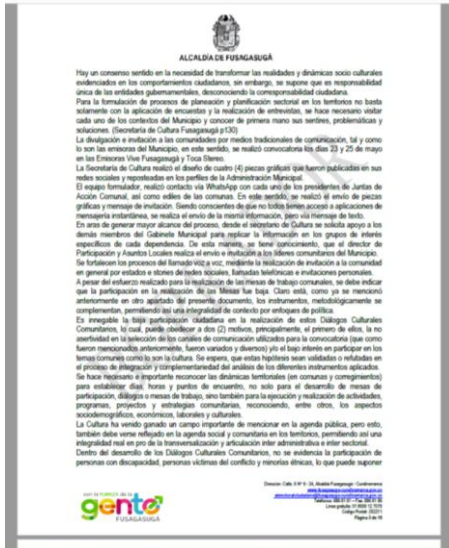 ALCALDÍA DE FUSAGASUGÁ
Hay un consenso sentido en la necesidad de transformar las realidades y dinámicas socio culturales
evidenciados en los comportamientos ciudadanos, sin embargo, se supone que es responsabilidad
única de las entidades gubernamentales, desconociendo la corresponsabilidad ciudadana.
Para la formulación de procesos de planeación y planificación sectorial en los territorios no basta
solamente con la aplicación de encuestas y la realización de entrevistas, se hace necesario visitar
cada uno de los contextos del Municipio y conocer de primera mano sus sentires, problemáticas y
soluciones. (Secretaría de Cultura Fusagasugá p130)
La divulgación e invitación a las comunidades por medios tradicionales de comunicación, tal y como
lo son las emisoras del Municipio, en este sentido, se realizó convocatoria los días 23 y 25 de mayo
en las Emisoras Vive Fusagasugá y Toca Stereo.
La Secretaría de Cultura realizó el diseño de cuatro (4) piezas gráficas que fueron publicadas en sus
redes sociales y reposteadas en los perfiles de la Administración Municipal.
El equipo formulador, realizó contacto vía WhatsApp con cada uno de los presidentes de Juntas de
Acción Comunal, así como ediles de las comunas. En este sentido, se realizó el envío de piezas
gráficas y mensaje de invitación. Siendo conscientes de que no todos tienen acceso a aplicaciones de
mensajería instantánea, se realiza el envío de la misma información, pero vía mensaje de texto.
En aras de generar mayor alcance del proceso, desde el secretario de Cultura se solicita apoyo a los
demás miembros del Gabinete Municipal para replicar la información en los grupos de interés
específicos de cada dependencia. De esta manera, se tiene conocimiento, que el director de
Participación y Asuntos Locales realiza el envío e invitación a los líderes comunitarios del Municipio.
Se fortalecen los procesos del llamado voz a voz, mediante la realización de invitación a la comunidad
en general por estados e stories de redes sociales, llamadas telefónicas e invitaciones personales.
A pesar del esfuerzo realizado para la realización de las mesas de trabajo comunales, se debe indicar
que la participación en la realización de las Mesas fue baja. Claro está, como ya se mencionó
anteriormente en otro apartado del presente documento, los instrumentos, metodológicamente se
complementan, permitiendo así una integralidad de contexto por enfoques de política.
Es innegable la baja participación ciudadana en la realización de estos Diálogos Culturales
Comunitarios, lo cual, puede obedecer a dos (2) motivos, principalmente, el primero de ellos, la no
asertividad en la selección de los canales de comunicación utilizados para la convocatoria (que como
fueron mencionados anteriormente, fueron variados y diversos) y/o el bajo interés en participar en los
temas comunes como lo son la cultura. Se espera, que estas hipótesis sean validadas o refutadas en
el proceso de integración y complementariedad del análisis de los diferentes instrumentos aplicados.
Se hace necesario e importante reconocer las dinámicas territoriales (en comunas y corregimientos)
para establecer días, horas y puntos de encuentro, no solo para el desarrollo de mesas de
participación, diálogos o mesas de trabajo, sino también para la ejecución y realización de actividades,
programas, proyectos y estrategias comunitarias, reconociendo, entre otros, los aspectos
sociodemográficos, económicos, laborales y culturales.
La Cultura ha venido ganado un campo importante de mencionar en la agenda pública, pero esto,
también debe verse reflejado en la agenda social y comunitaria en los territorios, permitiendo así una
integralidad real en pro de la transversalización y articulación inter administrativa e inter sectorial.
Dentro del desarrollo de los Diálogos Culturales Comunitarios, no se evidencia la participación de
personas con discapacidad, personas víctimas del conflicto y minorías étnicas, lo que puede suponer
con la fuerza de la
gente
FUSAGASUGÁ